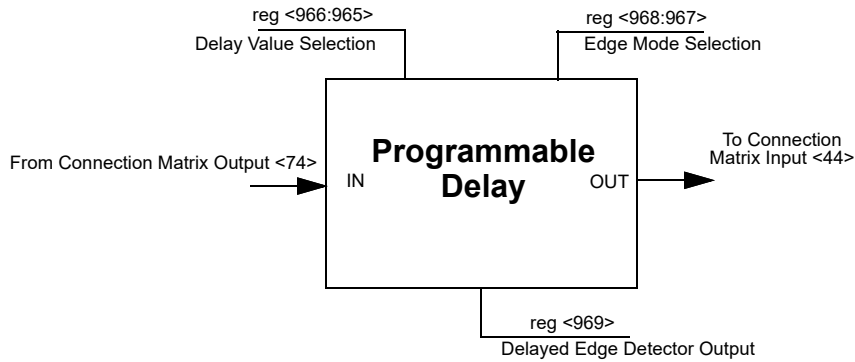 reg <966:965>
Delay Value Selection
reg <968:967>
Edge Mode Selection
From Connection Matrix Output <74>
IN
Programmable
Delay
OUT
To Connection
Matrix Input <44>
reg <969>
Delayed Edge Detector Output